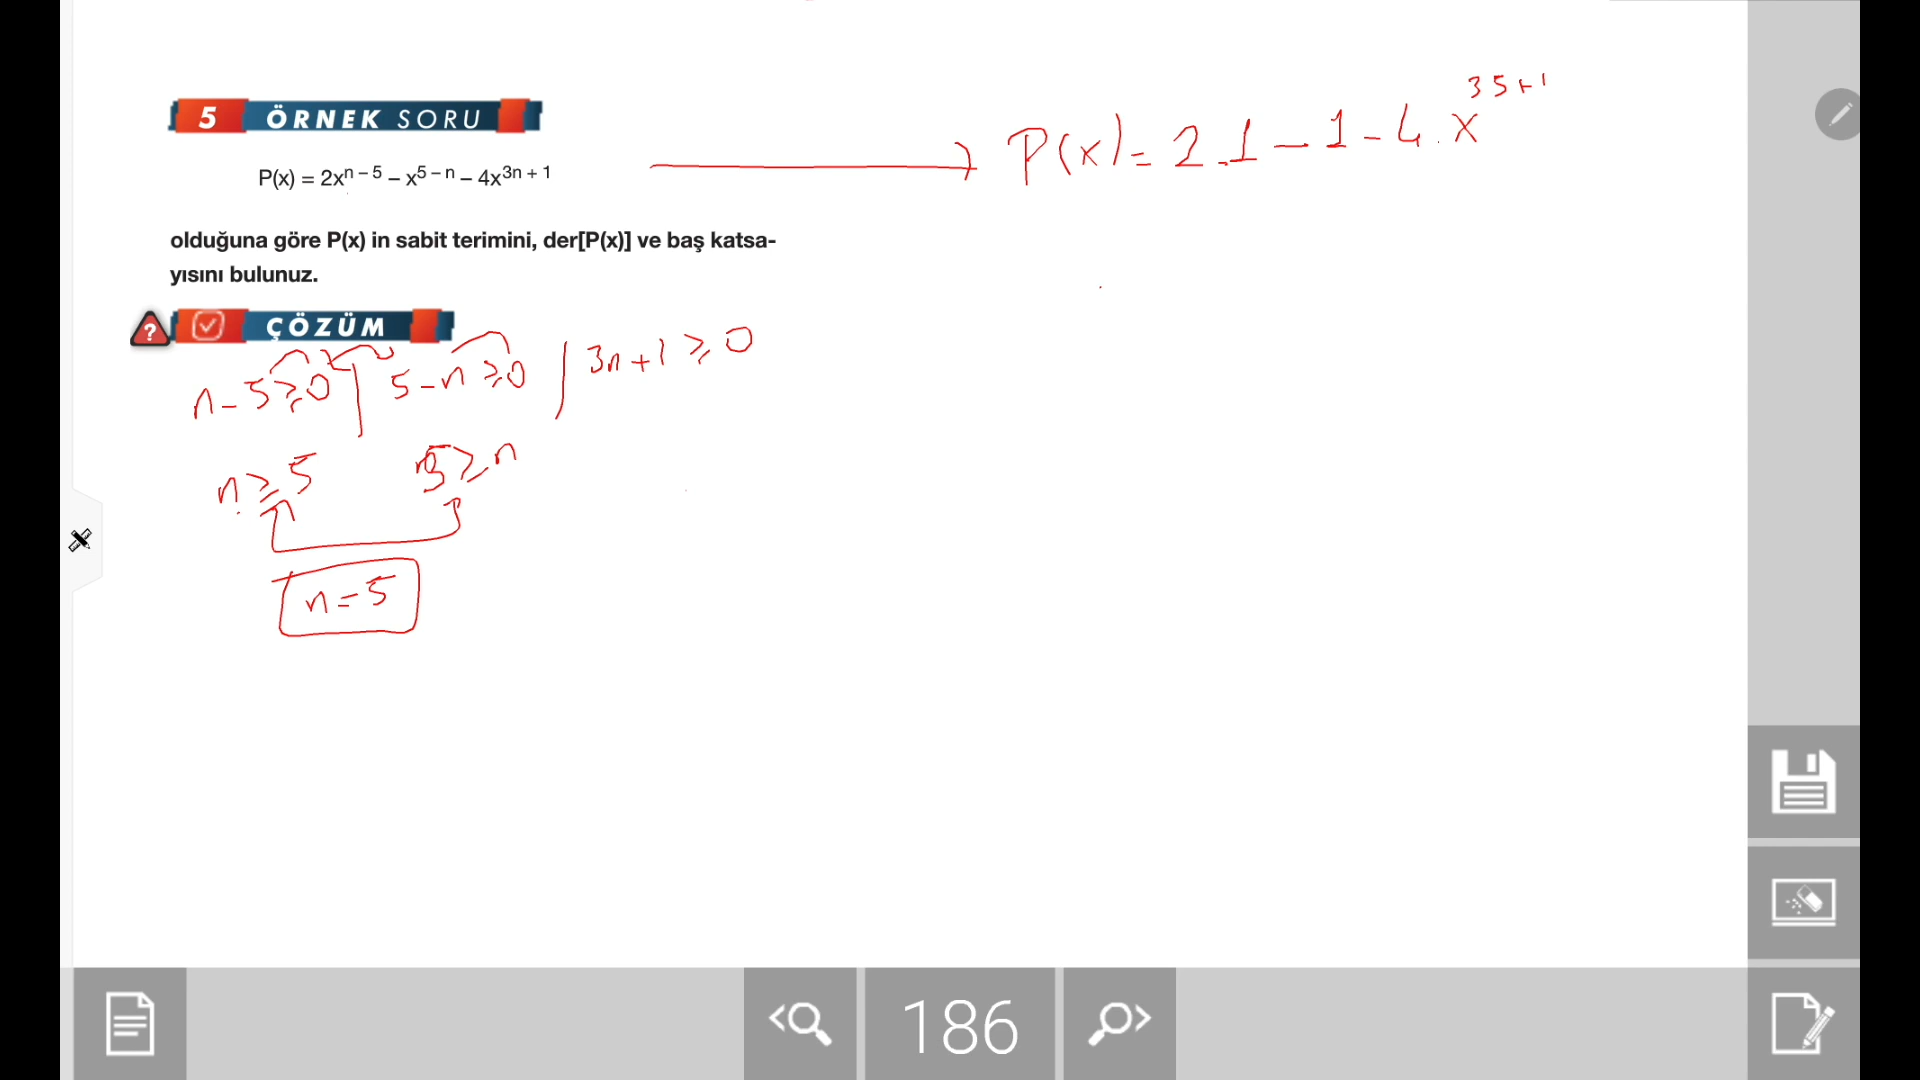 5 ÖRNEK SORU
P(x) = 2xⁿ⁻⁵ – x⁵⁻ⁿ – 4x³ⁿ⁺¹
P(x) = 2.1 – 1 – 4.x³⁵⁺¹
olduğuna göre P(x) in sabit terimini, der[P(x)] ve baş katsa-
yısını bulunuz.
? ÇÖZÜM
n – 5 ≥ 0 | 5 – n ≥ 0 | 3n + 1 ≥ 0
n ≥ 5 5 ≥ n
n = 5
186